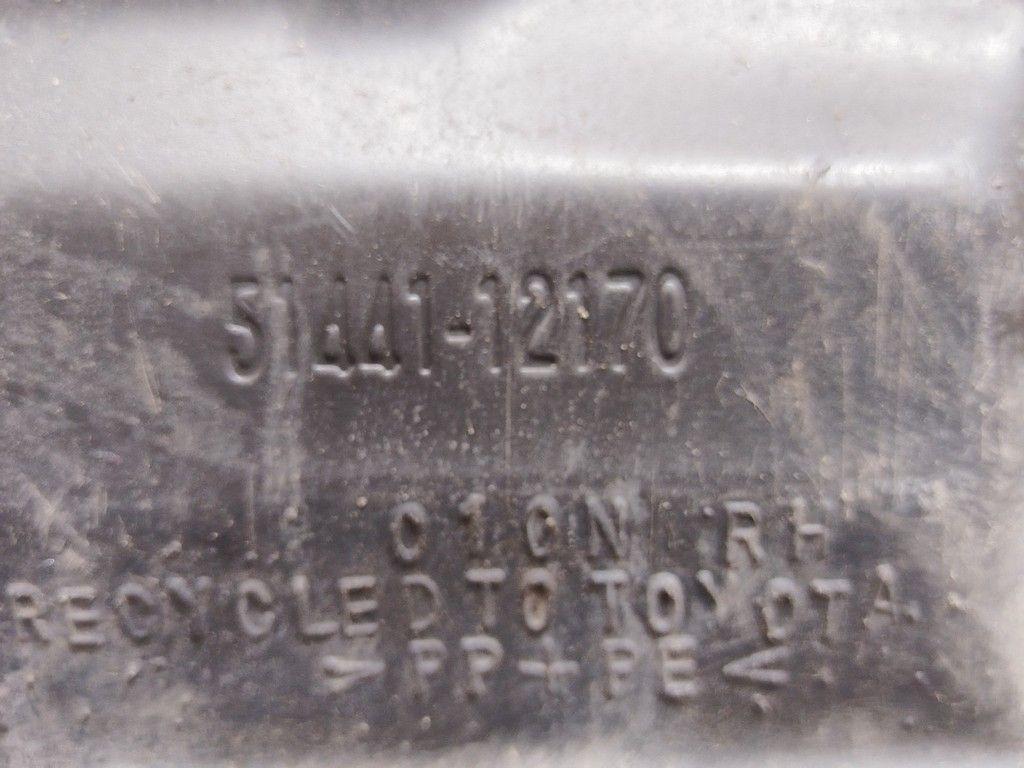 51441-12170
010N RH
RECYCLED TO TOYOTA
>PP+PE<